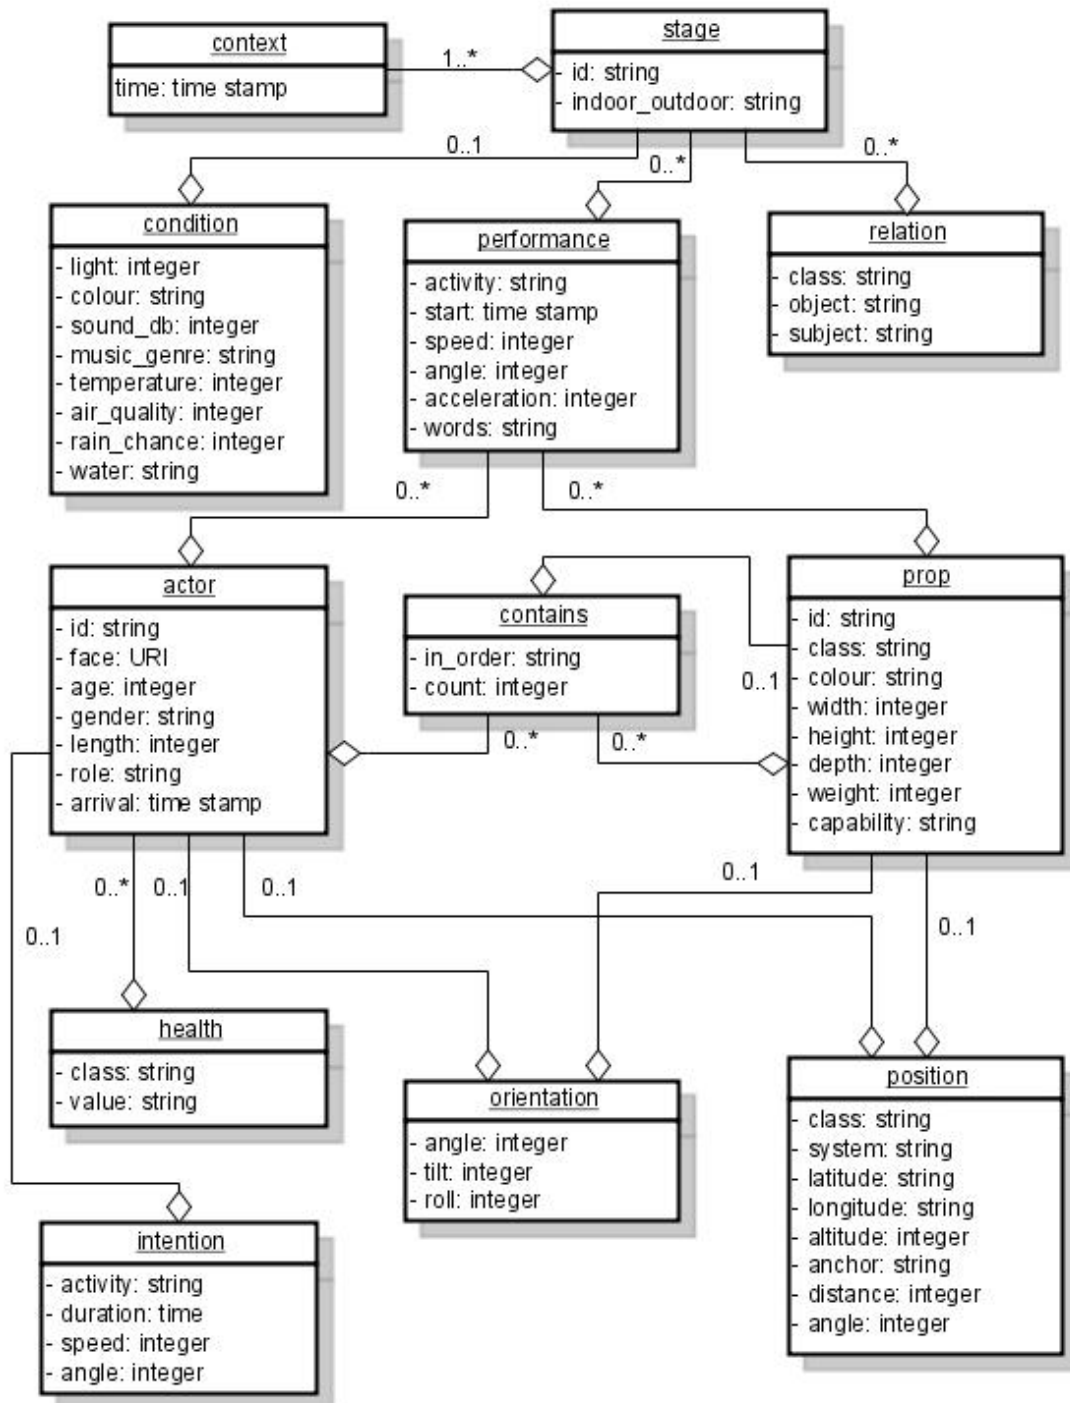 context
time: time stamp
1..*
stage
- id: string
- indoor_outdoor: string
0..1
0..*
0..*
condition
- light: integer
- colour: string
- sound_db: integer
- music_genre: string
- temperature: integer
- air_quality: integer
- rain_chance: integer
- water: string
performance
- activity: string
- start: time stamp
- speed: integer
- angle: integer
- acceleration: integer
- words: string
relation
- class: string
- object: string
- subject: string
0..*
0..*
actor
- id: string
- face: URI
- age: integer
- gender: string
- length: integer
- role: string
- arrival: time stamp
contains
- in_order: string
- count: integer
0..*
0..*
0..1
prop
- id: string
- class: string
- colour: string
- width: integer
- height: integer
- depth: integer
- weight: integer
- capability: string
0..1
0..*
0..1
0..1
0..1
0..1
health
- class: string
- value: string
orientation
- angle: integer
- tilt: integer
- roll: integer
position
- class: string
- system: string
- latitude: string
- longitude: string
- altitude: integer
- anchor: string
- distance: integer
- angle: integer
intention
- activity: string
- duration: time
- speed: integer
- angle: integer